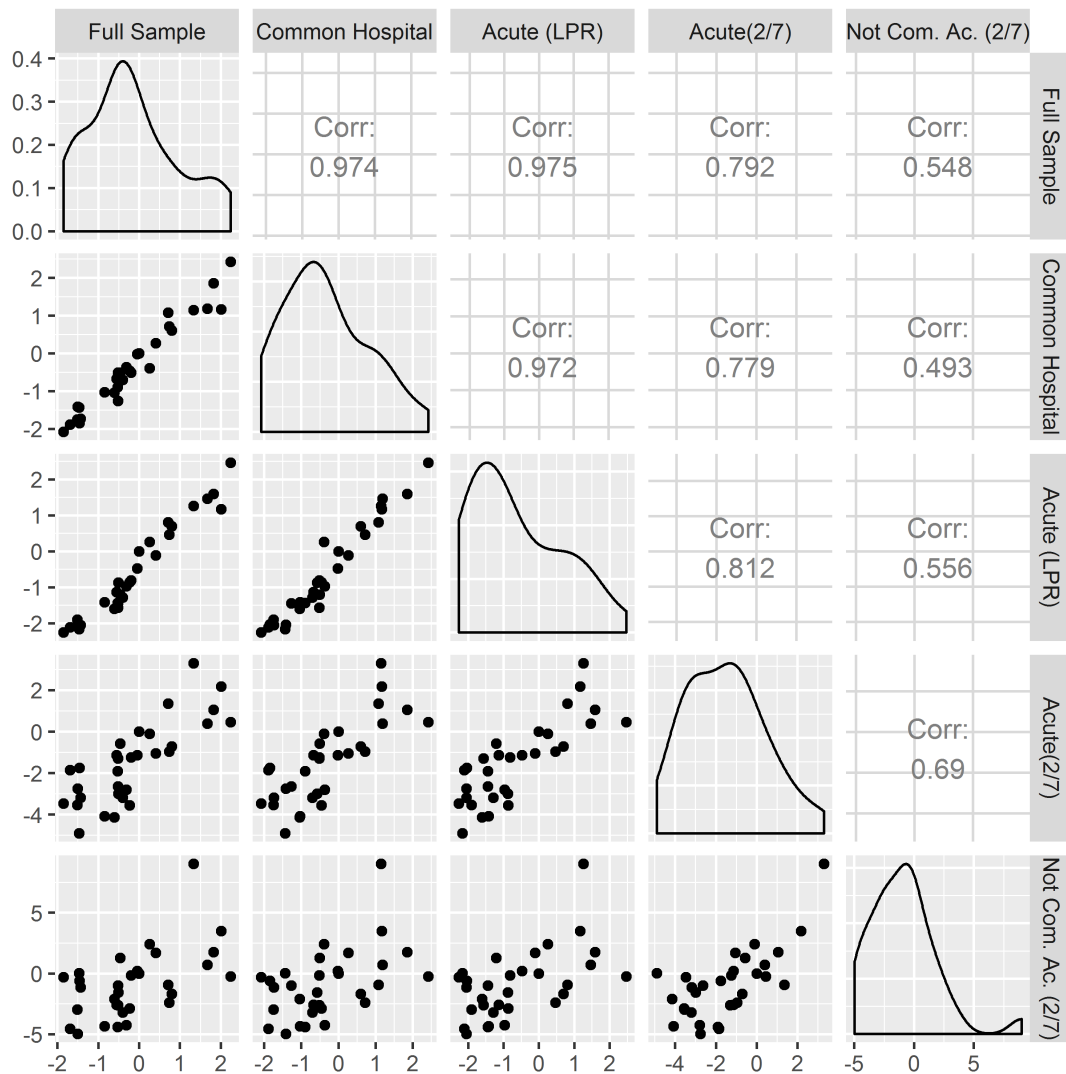 Full Sample Common Hospital Acute (LPR) Acute(2/7) Not Com. Ac. (2/7)
0.4
0.3
0.2
0.1
0.0
Corr:
0.974
Corr:
0.975
Corr:
0.792
Corr:
0.548
Full Sample
2
1
0
-1
-2
Corr:
0.972
Corr:
0.779
Corr:
0.493
Common Hospital
2
1
0
-1
-2
Corr:
0.812
Corr:
0.556
Acute (LPR)
2
0
-2
-4
Corr:
0.69
Acute(2/7)
5
0
-5
Not Com. Ac. (2/7)
-2 -1 0 1 2 -2 -1 0 1 2 -2 -1 0 1 2 -4 -2 0 2 -5 0 5